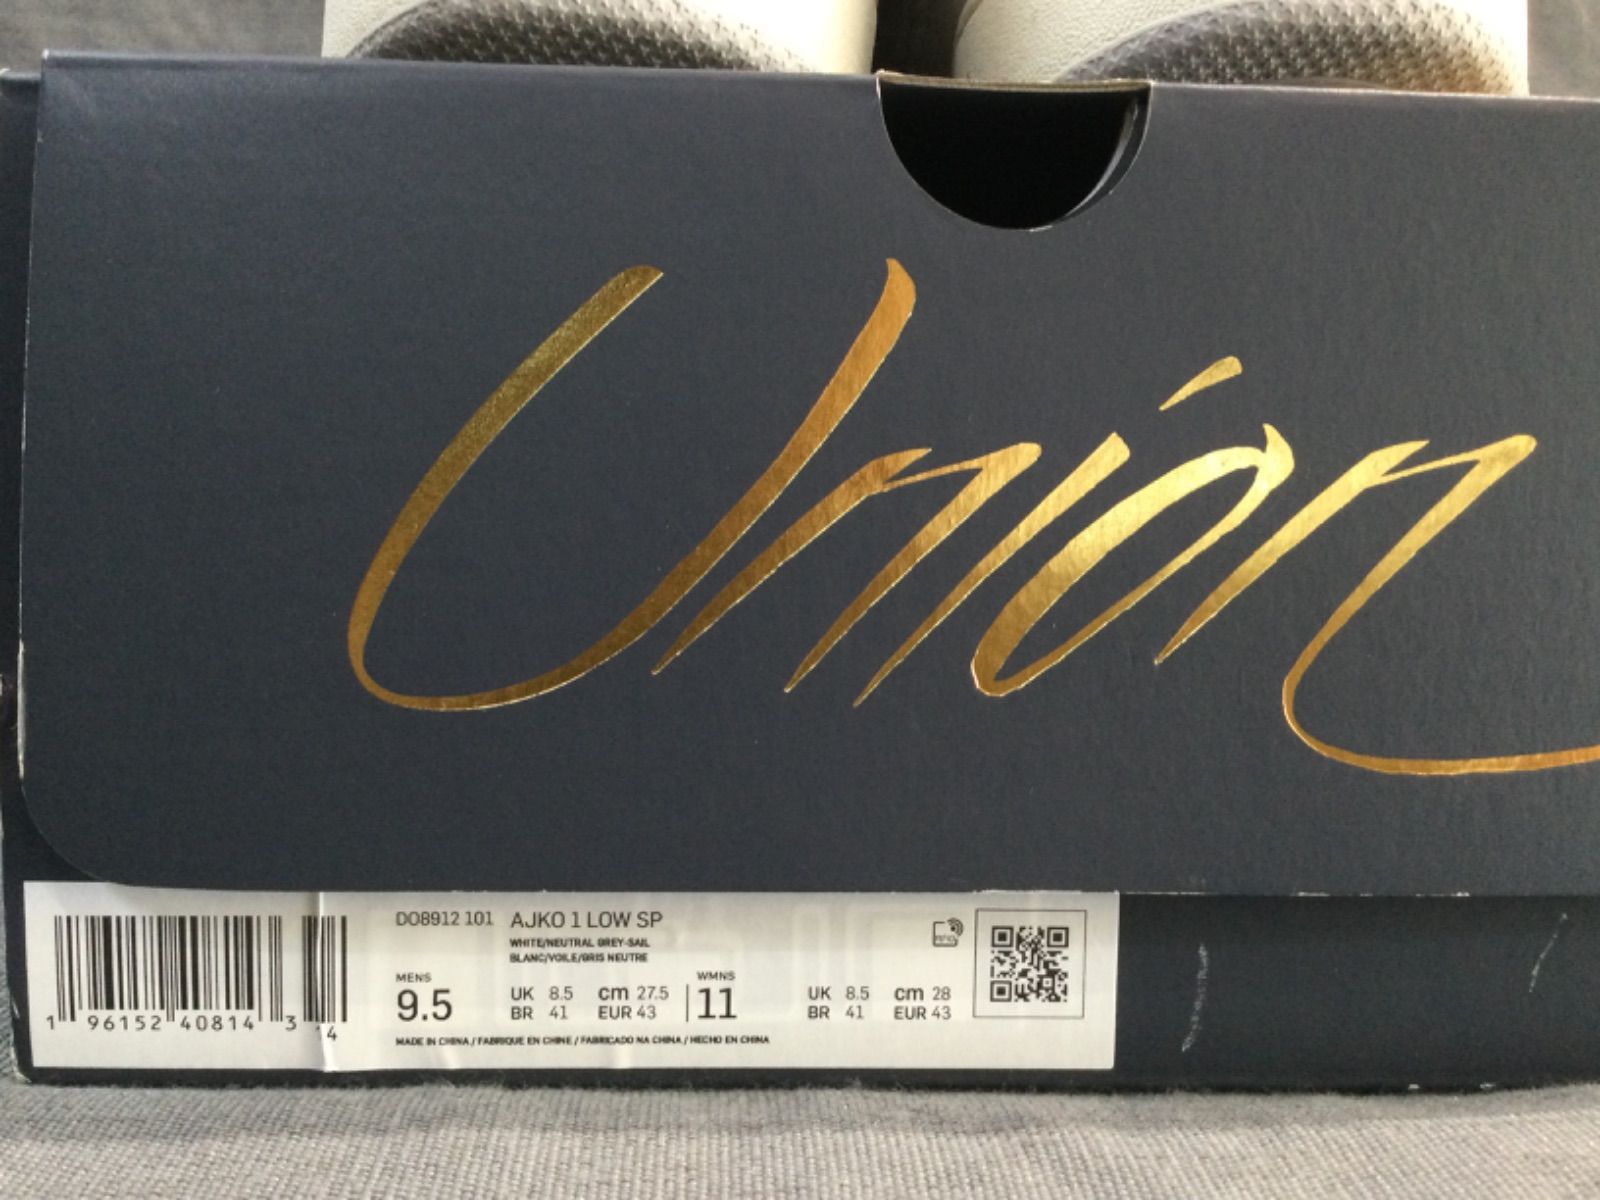 Union
DO8912 101 AJKO 1 LOW SP
WHITE/NEUTRAL GREY-SAIL
BLANC/VOILE/GRIS NEUTRE
MENS 9.5 UK 8.5 cm 27.5 BR 41 EUR 43
WMNS 11 UK 8.5 cm 28 BR 41 EUR 43
MADE IN CHINA / FABRIQUE EN CHINE / FABRICADO NA CHINA / HECHO EN CHINA
1 96152 40814 3 4
RFID